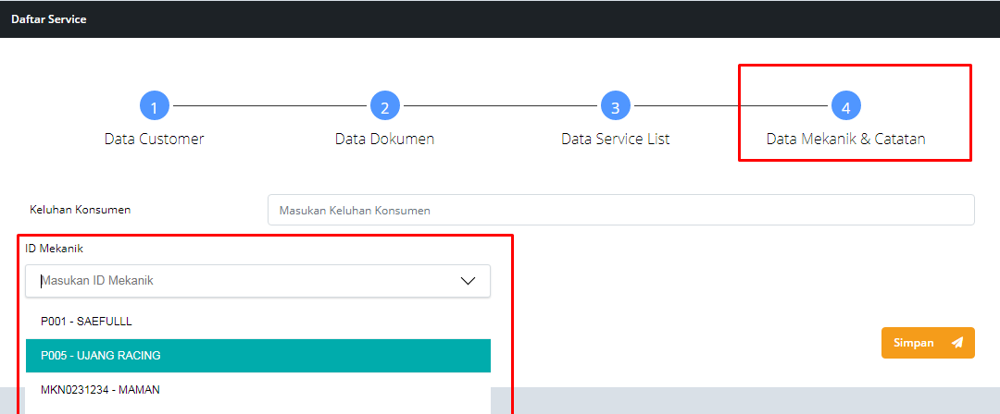 Daftar Service
1 2 3 4
Data Customer Data Dokumen Data Service List Data Mekanik & Catatan
Keluhan Konsumen Masukan Keluhan Konsumen
ID Mekanik
Masukan ID Mekanik
P001 - SAEFULLL
Simpan
P005 - UJANG RACING
MKN0231234 - MAMAN